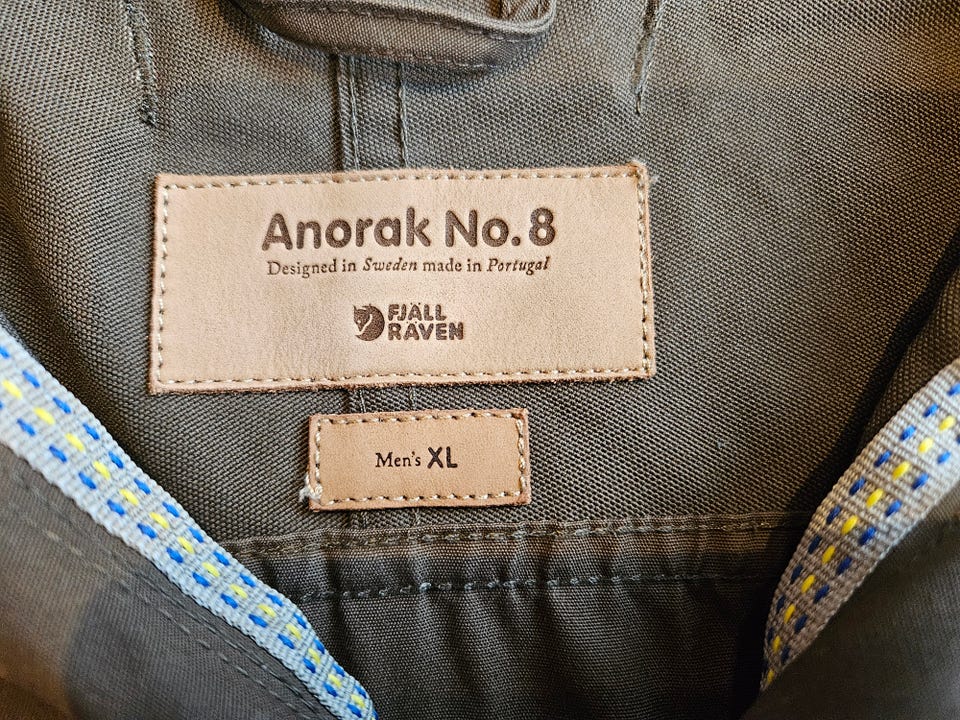 Anorak No.8
Designed in Sweden made in Portugal
FJÄLL
RÄVEN
Men's XL